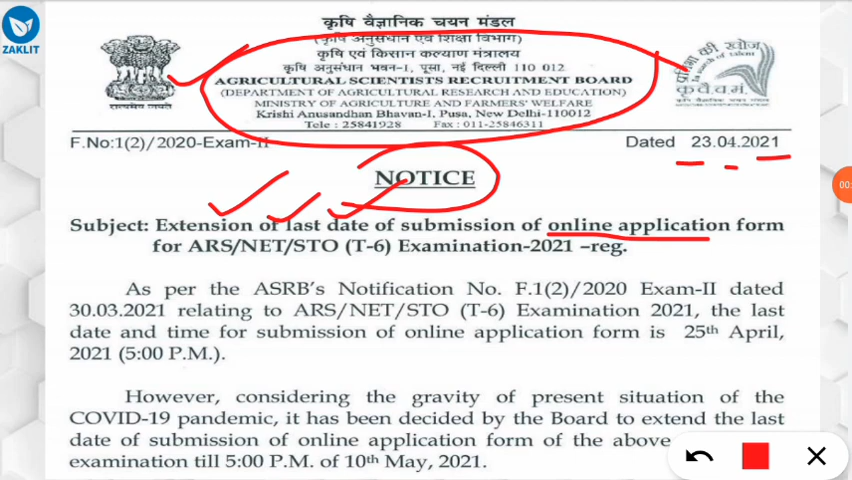 ZAKLIT
कृषि वैज्ञानिक चयन मंडल
(कृषि अनुसंधान एवं शिक्षा विभाग)
कृषि एवं किसान कल्याण मंत्रालय
कृषि अनुसंधान भवन-I, पूसा, नई दिल्ली 110 012
AGRICULTURAL SCIENTISTS RECRUITMENT BOARD
(DEPARTMENT OF AGRICULTURAL RESEARCH AND EDUCATION)
MINISTRY OF AGRICULTURE AND FARMERS' WELFARE
Krishi Anusandhan Bhavan-I, Pusa, New Delhi-110012
Tele : 25841928 Fax : 011-25846311
सत्यमेव जयते
की खोज
In search of talent
कृ.वै.च.मं.
F.No:1(2)/2020-Exam-II
Dated 23.04.2021
NOTICE
Subject: Extension of last date of submission of online application form
for ARS/NET/STO (T-6) Examination-2021 –reg.
As per the ASRB's Notification No. F.1(2)/2020 Exam-II dated
30.03.2021 relating to ARS/NET/STO (T-6) Examination 2021, the last
date and time for submission of online application form is 25th April,
2021 (5:00 P.M.).
However, considering the gravity of present situation of the
COVID-19 pandemic, it has been decided by the Board to extend the last
date of submission of online application form of the above
examination till 5:00 P.M. of 10th May, 2021.